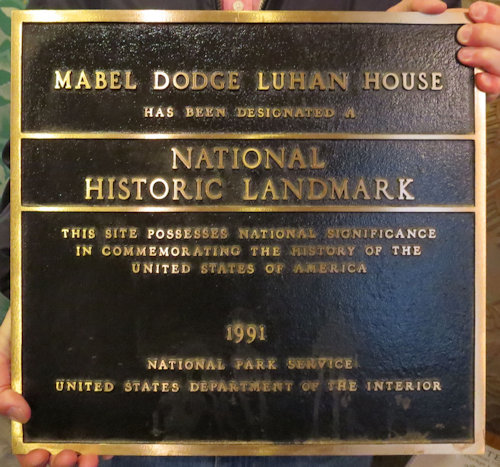 MABEL DODGE LUHAN HOUSE
HAS BEEN DESIGNATED A
NATIONAL
HISTORIC LANDMARK
THIS SITE POSSESSES NATIONAL SIGNIFICANCE
IN COMMEMORATING THE HISTORY OF THE
UNITED STATES OF AMERICA
1991
NATIONAL PARK SERVICE
UNITED STATES DEPARTMENT OF THE INTERIOR